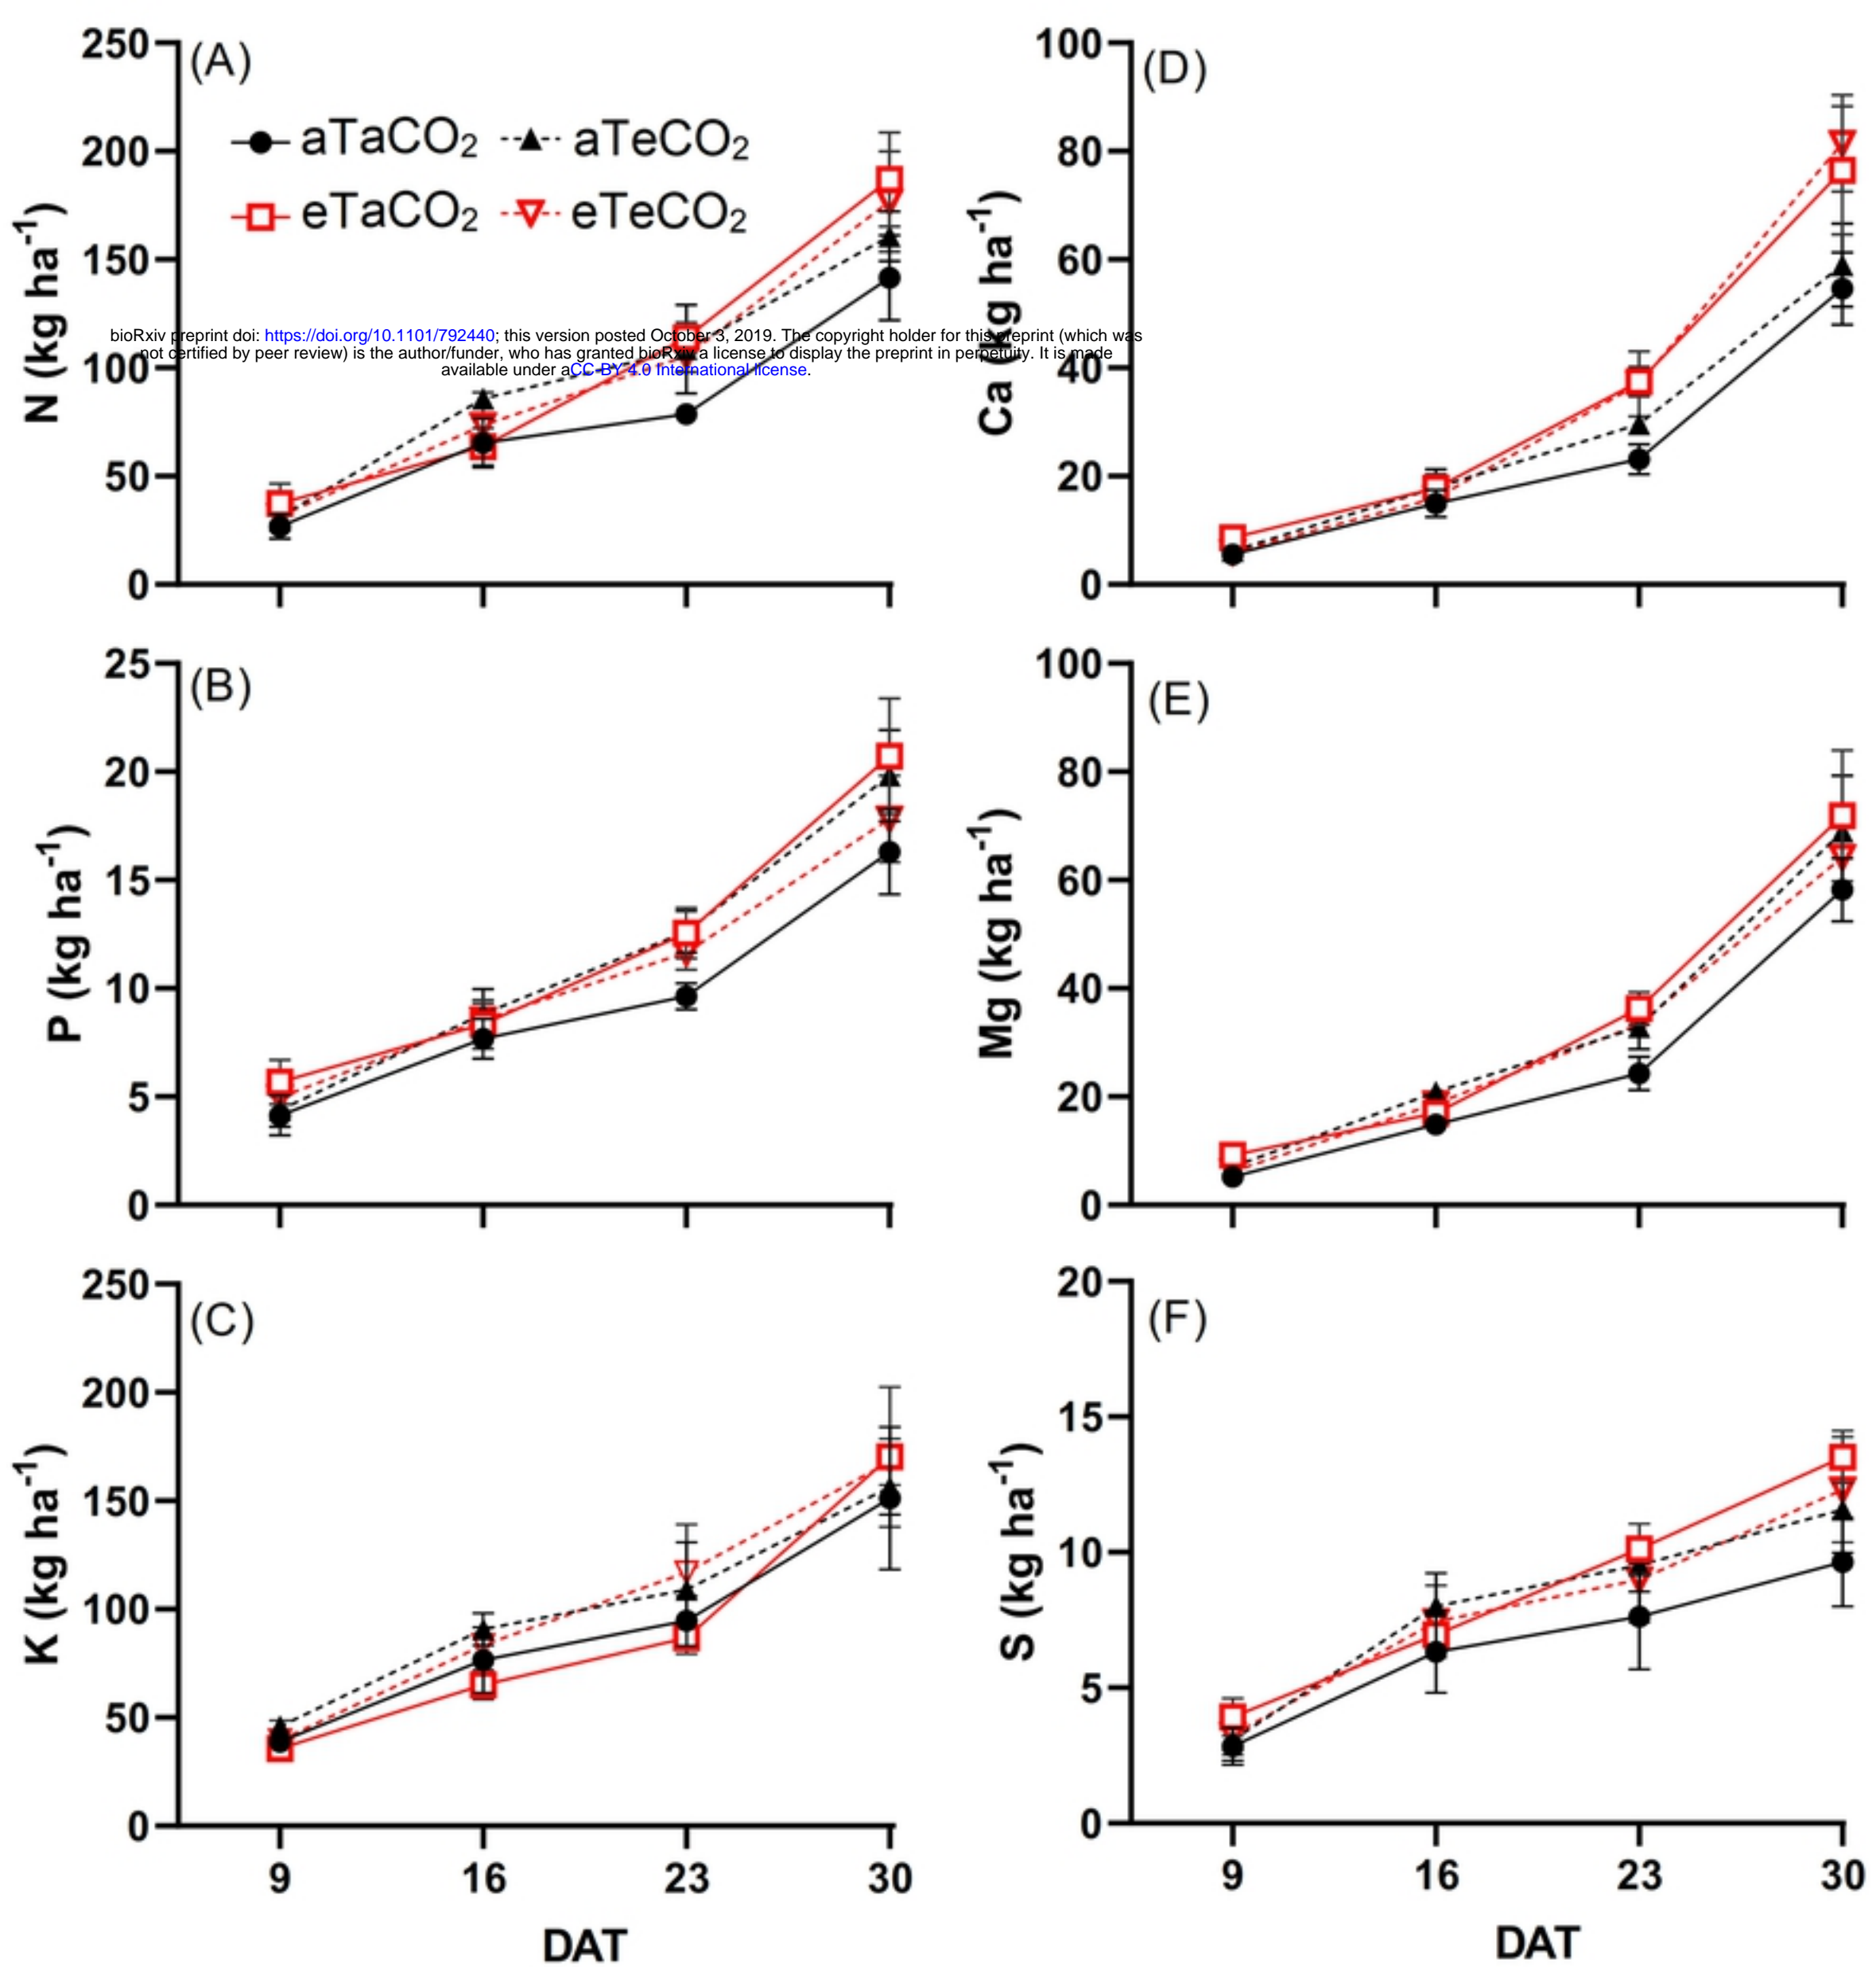 250
(A)
200
150
100
50
0
N (kg ha-1)
aTaCO2
aTeCO2
eTaCO2
eTeCO2
100
(D)
80
60
40
20
0
Ca (kg ha-1)
bioRxiv preprint doi: https://doi.org/10.1101/792440; this version posted October 3, 2019. The copyright holder for this preprint (which was
not certified by peer review) is the author/funder, who has granted bioRxiv a license to display the preprint in perpetuity. It is made
available under aCC-BY 4.0 International license.
25
(B)
20
15
10
5
0
P (kg ha-1)
100
(E)
80
60
40
20
0
Mg (kg ha-1)
250
(C)
200
150
100
50
0
K (kg ha-1)
9 16 23 30
DAT
20
(F)
15
10
5
0
S (kg ha-1)
9 16 23 30
DAT